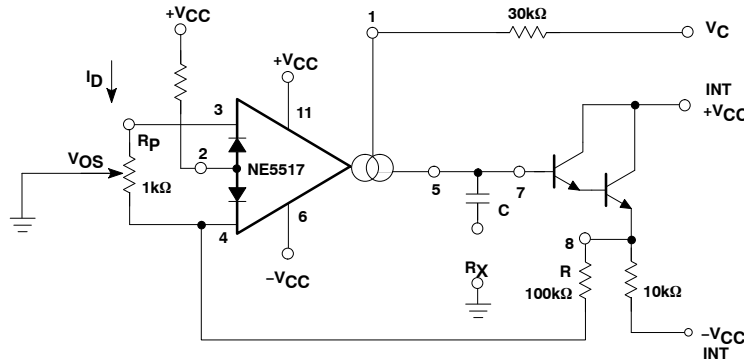 +VCC
1
30kΩ
VC
ID
+VCC
11
INT
+VCC
3
RP
VOS
2
NE5517
1kΩ
5
7
C
4
6
−VCC
8
RX
R
100kΩ
10kΩ
−VCC
INT